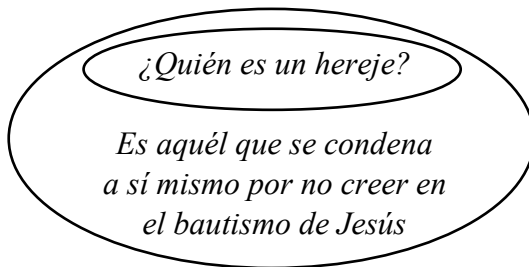 ¿Quién es un hereje?
Es aquél que se condena
a sí mismo por no creer en
el bautismo de Jesús